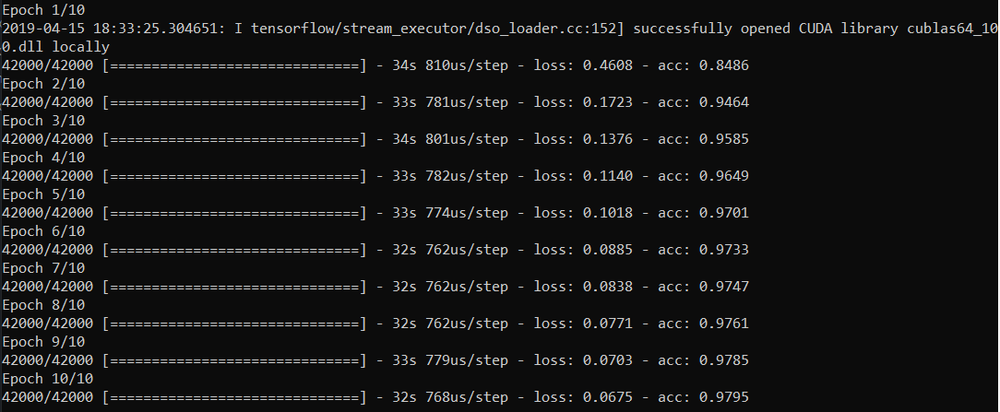 Epoch 1/10
2019-04-15 18:33:25.304651: I tensorflow/stream_executor/dso_loader.cc:152] successfully opened CUDA library cublas64_10
0.dll locally
42000/42000 [==============================] - 34s 810us/step - loss: 0.4608 - acc: 0.8486
Epoch 2/10
42000/42000 [==============================] - 33s 781us/step - loss: 0.1723 - acc: 0.9464
Epoch 3/10
42000/42000 [==============================] - 34s 801us/step - loss: 0.1376 - acc: 0.9585
Epoch 4/10
42000/42000 [==============================] - 33s 782us/step - loss: 0.1140 - acc: 0.9649
Epoch 5/10
42000/42000 [==============================] - 33s 774us/step - loss: 0.1018 - acc: 0.9701
Epoch 6/10
42000/42000 [==============================] - 32s 762us/step - loss: 0.0885 - acc: 0.9733
Epoch 7/10
42000/42000 [==============================] - 32s 762us/step - loss: 0.0838 - acc: 0.9747
Epoch 8/10
42000/42000 [==============================] - 32s 762us/step - loss: 0.0771 - acc: 0.9761
Epoch 9/10
42000/42000 [==============================] - 33s 779us/step - loss: 0.0703 - acc: 0.9785
Epoch 10/10
42000/42000 [==============================] - 32s 768us/step - loss: 0.0675 - acc: 0.9795